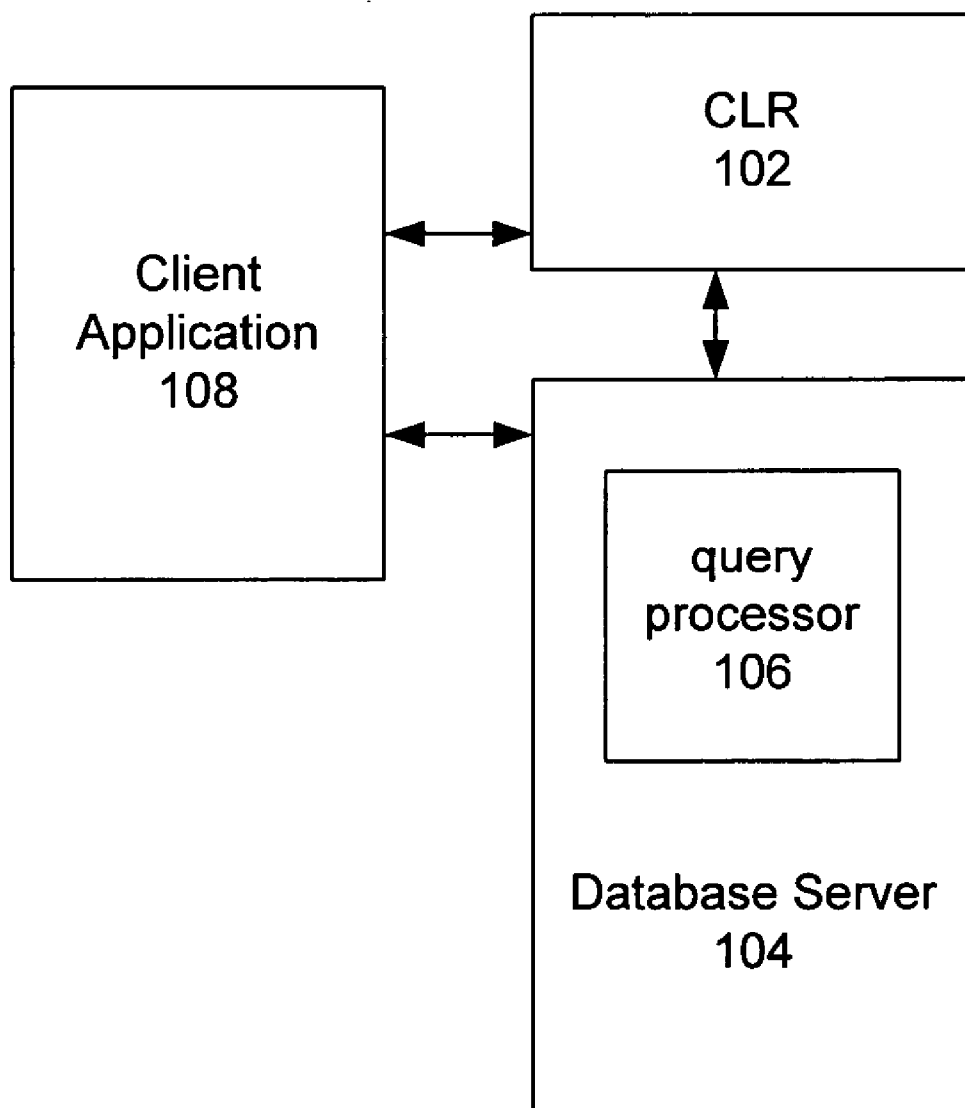 CLR
102
Client
Application
108
query
processor
106
Database Server
104